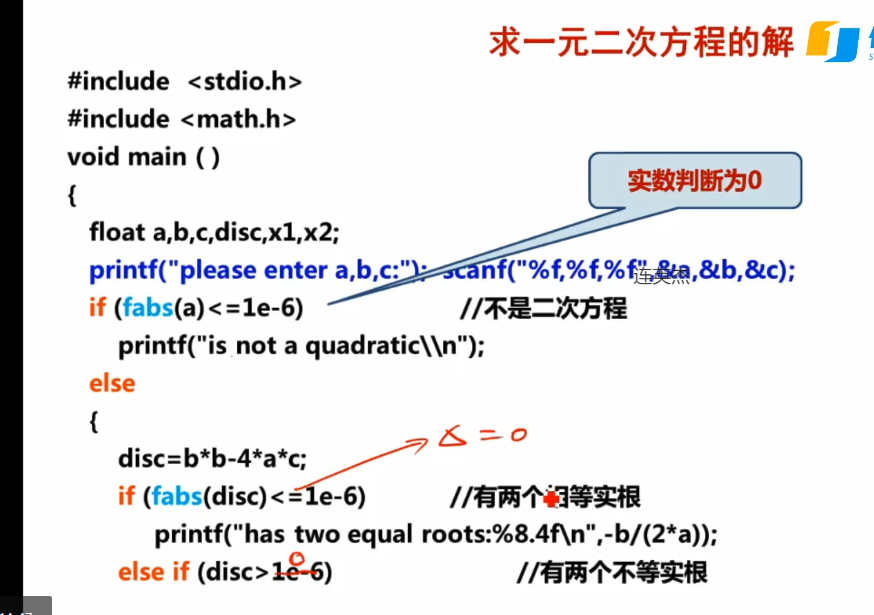 求一元二次方程的解
#include <stdio.h>
#include <math.h>
void main ( )
{
实数判断为0
float a,b,c,disc,x1,x2;
printf("please enter a,b,c:"); scanf("%f,%f,%f",&a,&b,&c);
连英杰
if (fabs(a)<=1e-6) //不是二次方程
printf("is not a quadratic\\n");
else
{
Δ = 0
disc=b*b-4*a*c;
if (fabs(disc)<=1e-6) //有两个相等实根
printf("has two equal roots:%8.4f\n",-b/(2*a));
0
else if (disc>1e-6) //有两个不等实根